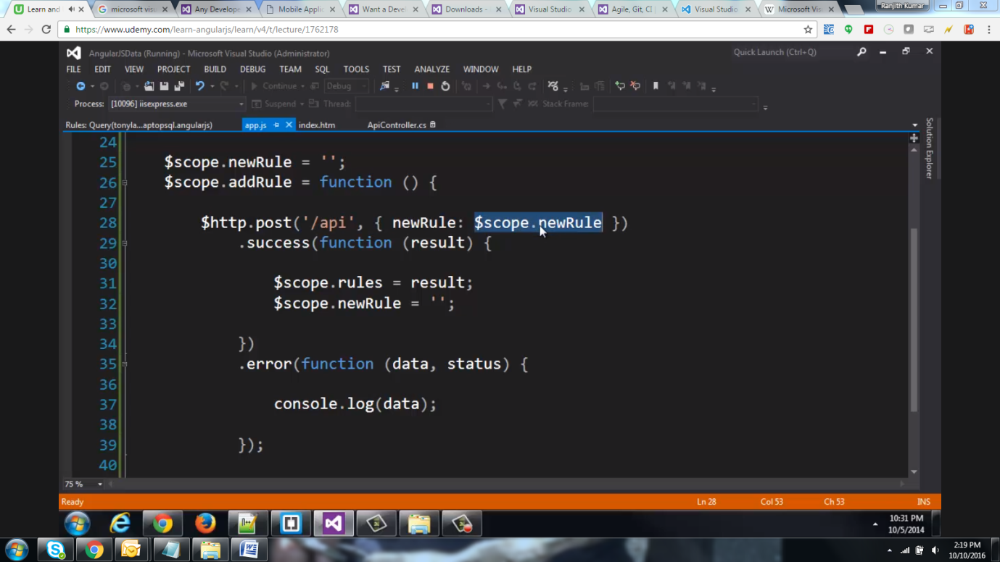 Learn and
microsoft visu
Any Develope
Mobile Applic
Want a Devel
Downloads -
Visual Studio
Agile, Git, CI |
Visual Studio
Microsoft Vis
Ranjith Kumar
https://www.udemy.com/learn-angularjs/learn/v4/t/lecture/1762178
AngularJSData (Running) - Microsoft Visual Studio (Administrator)
Quick Launch (Ctrl+Q)
FILE EDIT VIEW PROJECT BUILD DEBUG TEAM SQL TOOLS TEST ANALYZE WINDOW HELP
Continue Debug
Process: [10096] iisexpress.exe Suspend Thread: Stack Frame:
Rules: Query(tonyla...aptopsql.angularjs) app.js index.htm ApiController.cs
Solution Explorer
24
25 $scope.newRule = '';
26 $scope.addRule = function () {
27
28 $http.post('/api', { newRule: $scope.newRule })
29 .success(function (result) {
30
31 $scope.rules = result;
32 $scope.newRule = '';
33
34 })
35 .error(function (data, status) {
36
37 console.log(data);
38
39 });
40
75 %
Ready Ln 28 Col 53 Ch 53 INS
10:31 PM
10/5/2014
2:19 PM
10/10/2016